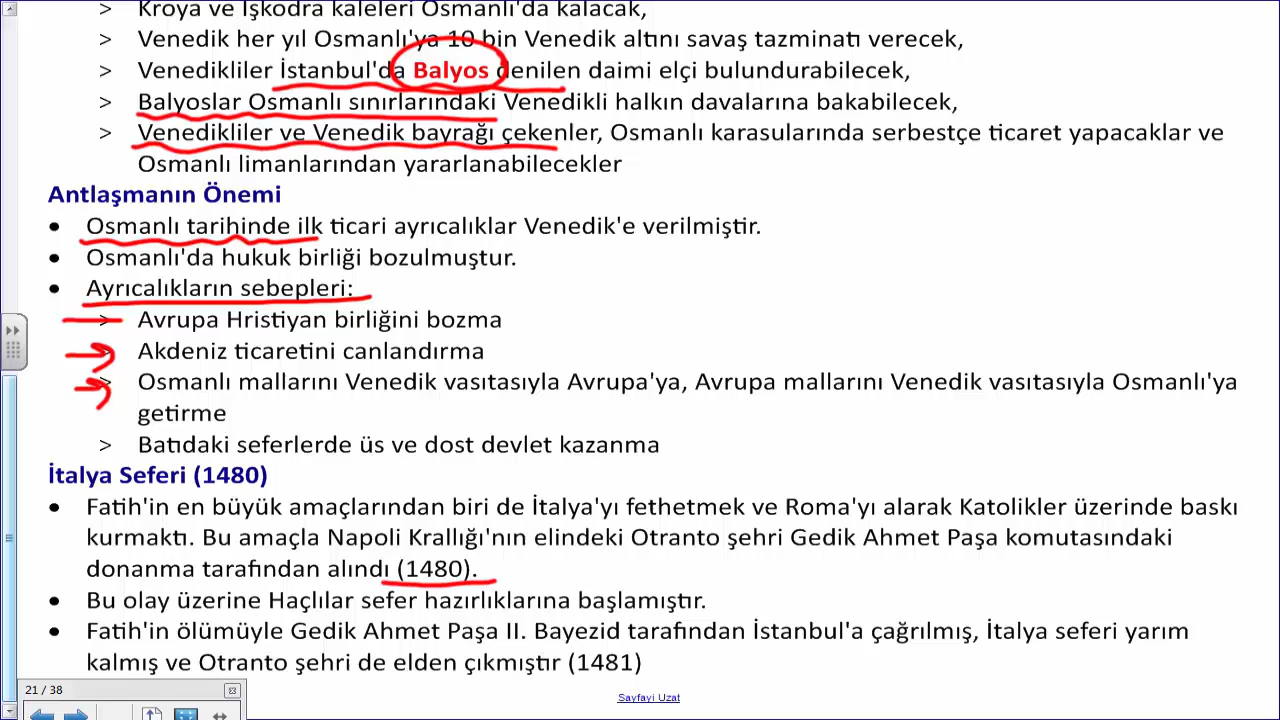 > Kroya ve İşkodra kaleleri Osmanlı'da kalacak,
> Venedik her yıl Osmanlı'ya 10 bin Venedik altını savaş tazminatı verecek,
> Venedikliler İstanbul'da Balyos denilen daimi elçi bulundurabilecek,
> Balyoslar Osmanlı sınırlarındaki Venedikli halkın davalarına bakabilecek,
> Venedikliler ve Venedik bayrağı çekenler, Osmanlı karasularında serbestçe ticaret yapacaklar ve
Osmanlı limanlarından yararlanabilecekler
Antlaşmanın Önemi
• Osmanlı tarihinde ilk ticari ayrıcalıklar Venedik'e verilmiştir.
• Osmanlı'da hukuk birliği bozulmuştur.
• Ayrıcalıkların sebepleri:
> Avrupa Hristiyan birliğini bozma
> Akdeniz ticaretini canlandırma
> Osmanlı mallarını Venedik vasıtasıyla Avrupa'ya, Avrupa mallarını Venedik vasıtasıyla Osmanlı'ya
getirme
> Batıdaki seferlerde üs ve dost devlet kazanma
İtalya Seferi (1480)
• Fatih'in en büyük amaçlarından biri de İtalya'yı fethetmek ve Roma'yı alarak Katolikler üzerinde baskı
kurmaktı. Bu amaçla Napoli Krallığı'nın elindeki Otranto şehri Gedik Ahmet Paşa komutasındaki
donanma tarafından alındı (1480).
• Bu olay üzerine Haçlılar sefer hazırlıklarına başlamıştır.
• Fatih'in ölümüyle Gedik Ahmet Paşa II. Bayezid tarafından İstanbul'a çağrılmış, İtalya seferi yarım
kalmış ve Otranto şehri de elden çıkmıştır (1481)
21 / 38
Sayfayi Uzat